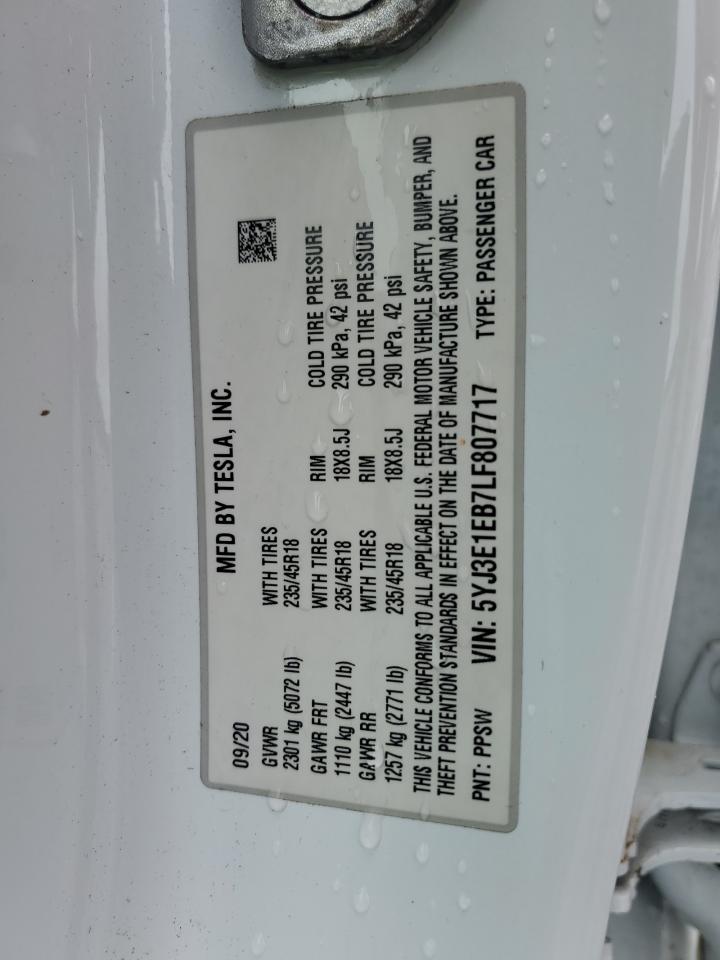 MFD BY TESLA, INC.
09/20
GVWR WITH TIRES
2301 kg (5072 lb) 235/45R18
GAWR FRT WITH TIRES RIM COLD TIRE PRESSURE
1110 kg (2447 lb) 235/45R18 18X8.5J 290 kPa, 42 psi
GAWR RR WITH TIRES RIM COLD TIRE PRESSURE
1257 kg (2771 lb) 235/45R18 18X8.5J 290 kPa, 42 psi
THIS VEHICLE CONFORMS TO ALL APPLICABLE U.S. FEDERAL MOTOR VEHICLE SAFETY, BUMPER, AND
THEFT PREVENTION STANDARDS IN EFFECT ON THE DATE OF MANUFACTURE SHOWN ABOVE.
PNT: PPSW VIN: 5YJ3E1EB7LF807717 TYPE: PASSENGER CAR